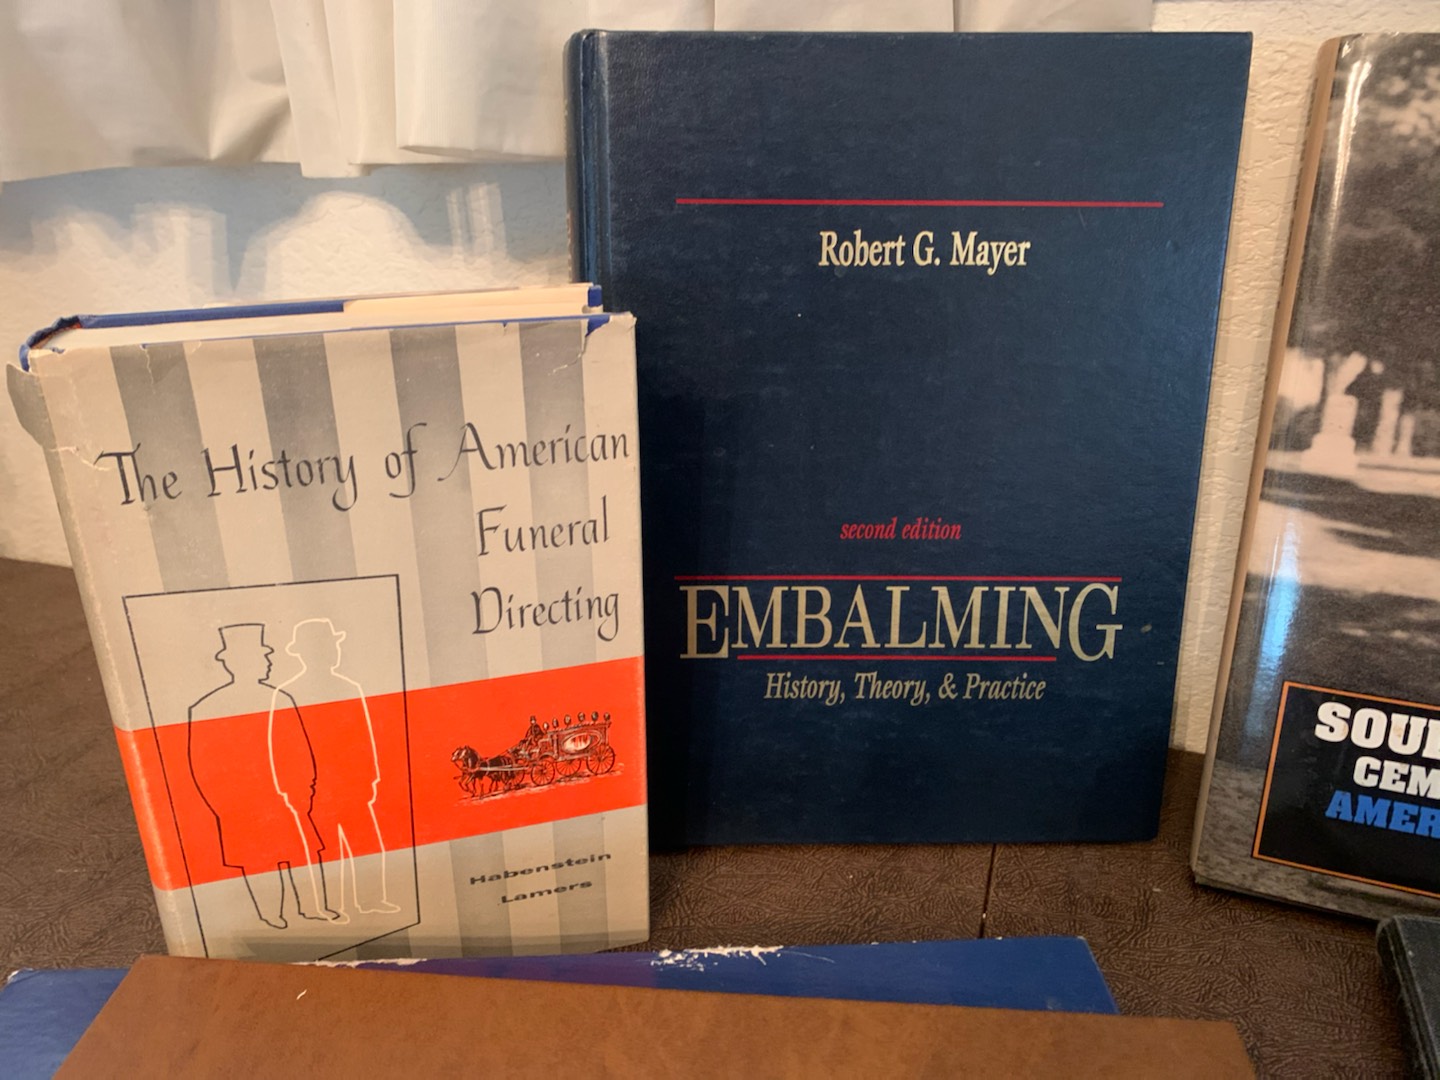 The History of American
Funeral
Directing
Habenstein
Lamers
Robert G. Mayer
second edition
EMBALMING
History, Theory, & Practice